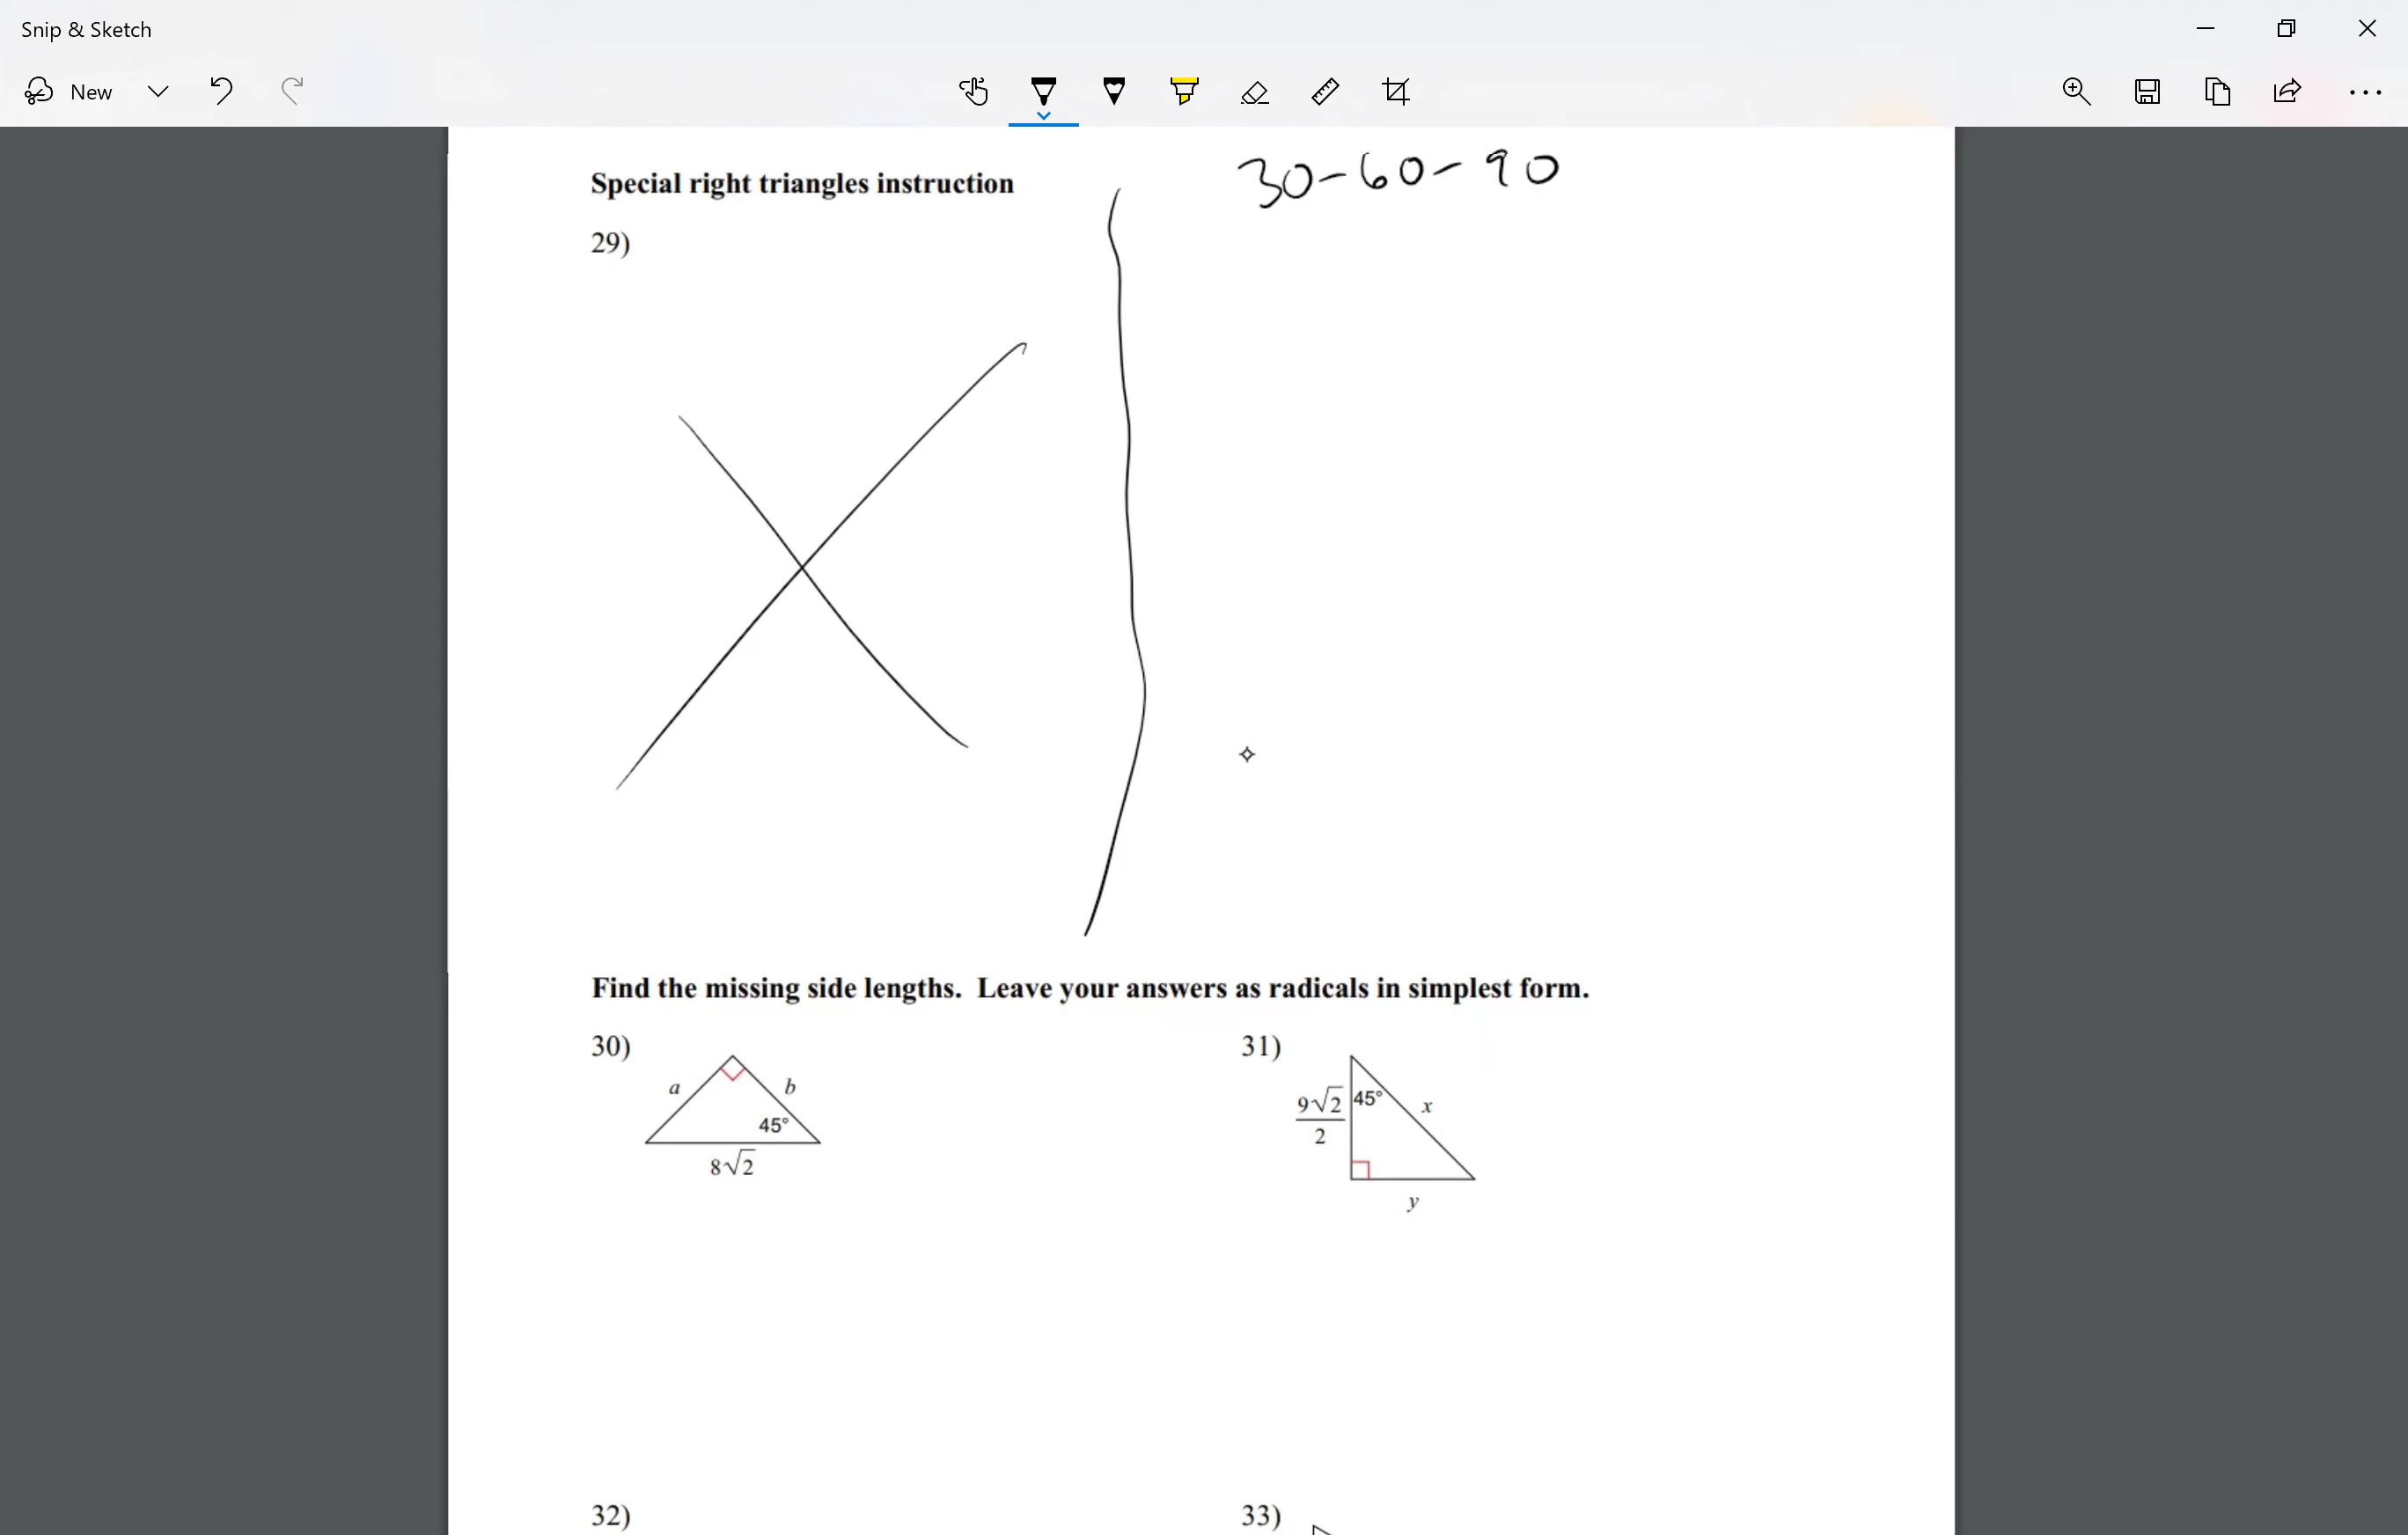 Snip & Sketch
New
Special right triangles instruction
30-60-90
29)
Find the missing side lengths.  Leave your answers as radicals in simplest form.
30)
a
b
45°
8√2
31)
9√2
2
45°
x
y
32)
33)